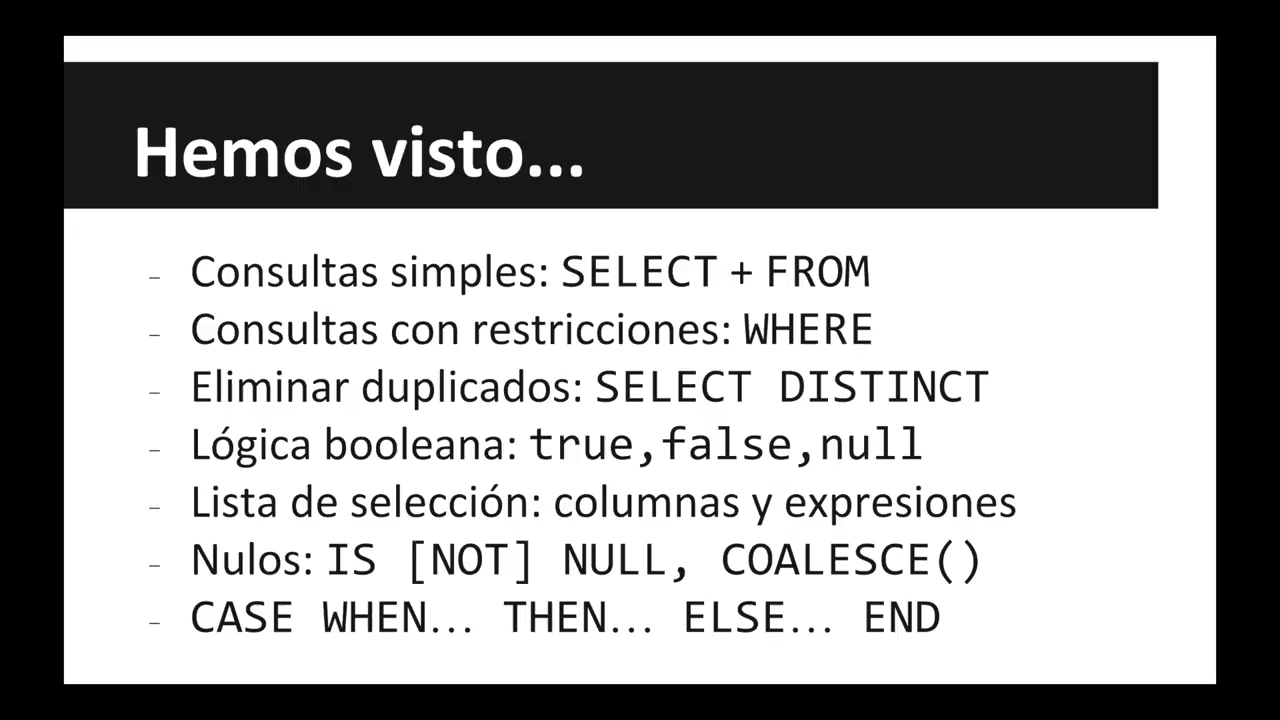 Hemos visto...
- Consultas simples: SELECT + FROM
- Consultas con restricciones: WHERE
- Eliminar duplicados: SELECT DISTINCT
- Lógica booleana: true,false,null
- Lista de selección: columnas y expresiones
- Nulos: IS [NOT] NULL, COALESCE()
- CASE WHEN... THEN... ELSE... END